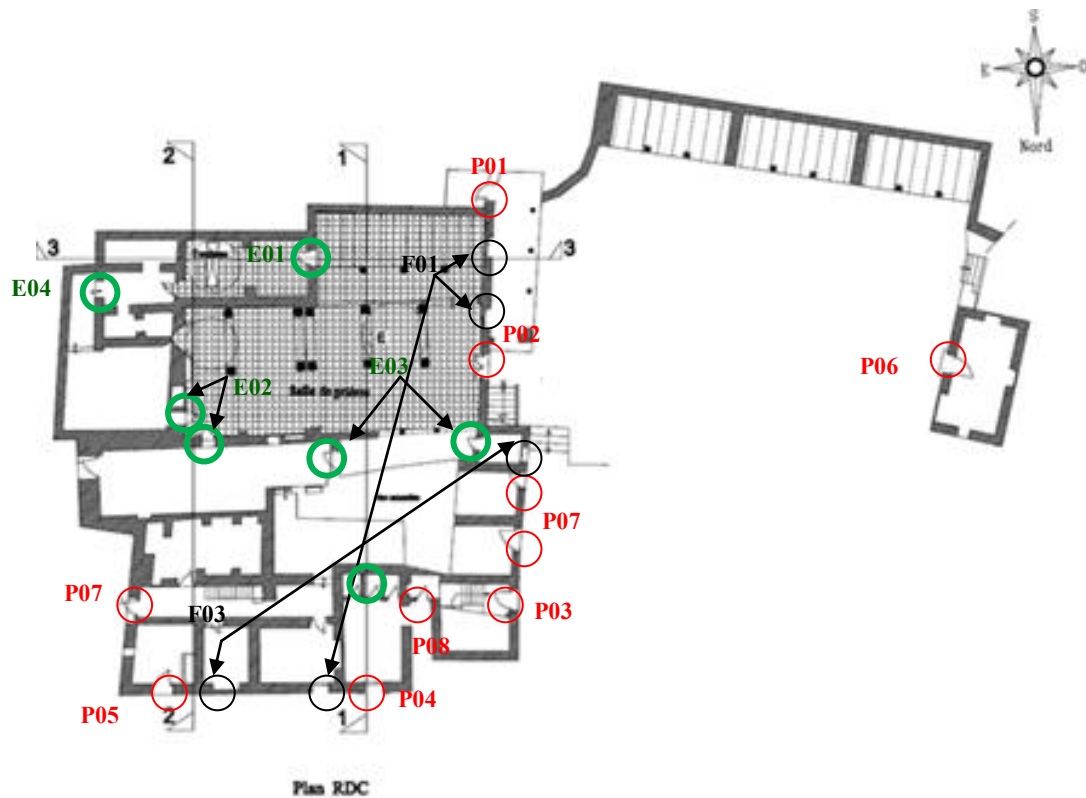 S
E
O
Nord
2
1
P01
3
E01
F01
3
E04
P02
E
P06
E02
E03
Salle de prière
P07
P07
F03
P08
P03
P05
2
1
P04
Plan RDC